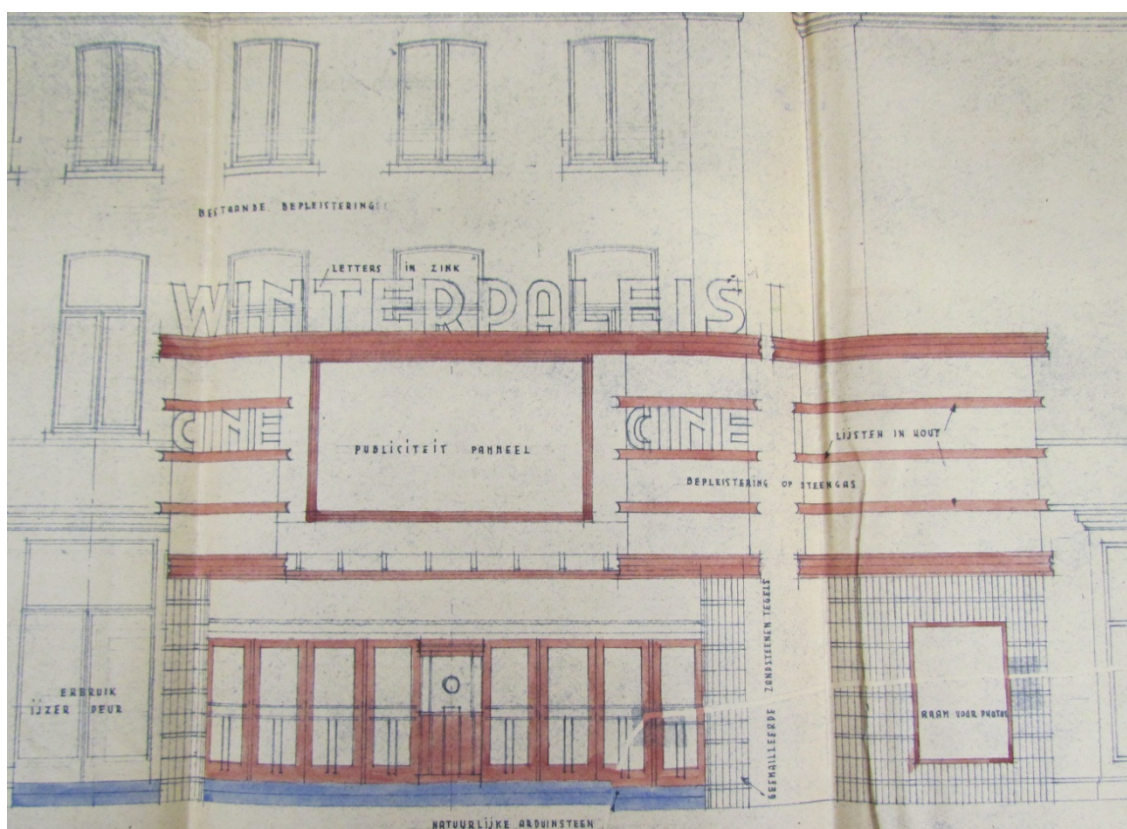 BESTAANDE BEPLEISTERING
LETTERS IN ZINK
WINTERPALEIS
CINE
CINE
PUBLICITEIT PANNEEL
LIJSTEN IN HOUT
BEPLEISTERING OP STEENGAS
GEEMAILLEERDE ZANDSTEENEN TEGELS
ERBRUIK
IJZER DEUR
RAAM VOOR PHOTOS
NATUURLIJKE ARDUINSTEEN